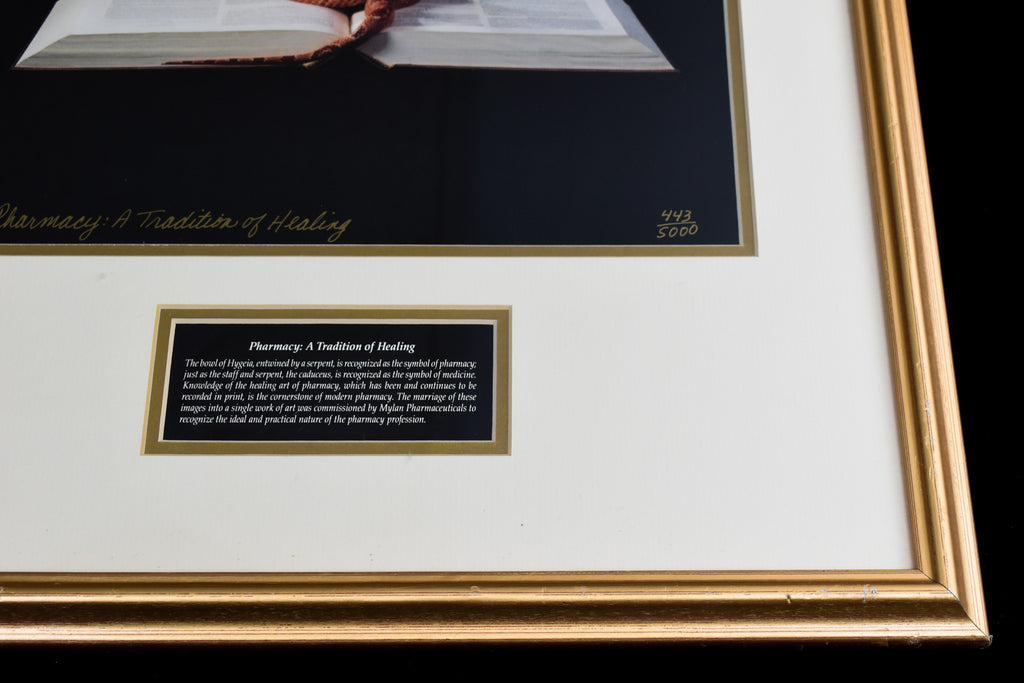 Pharmacy: A Tradition of Healing
443
5000
Pharmacy: A Tradition of Healing
The bowl of Hygeia, entwined by a serpent, is recognized as the symbol of pharmacy;
just as the staff and serpent, the caduceus, is recognized as the symbol of medicine.
Knowledge of the healing art of pharmacy, which has been and continues to be
recorded in print, is the cornerstone of modern pharmacy. The marriage of these
images into a single work of art was commissioned by Mylan Pharmaceuticals to
recognize the ideal and practical nature of the pharmacy profession.